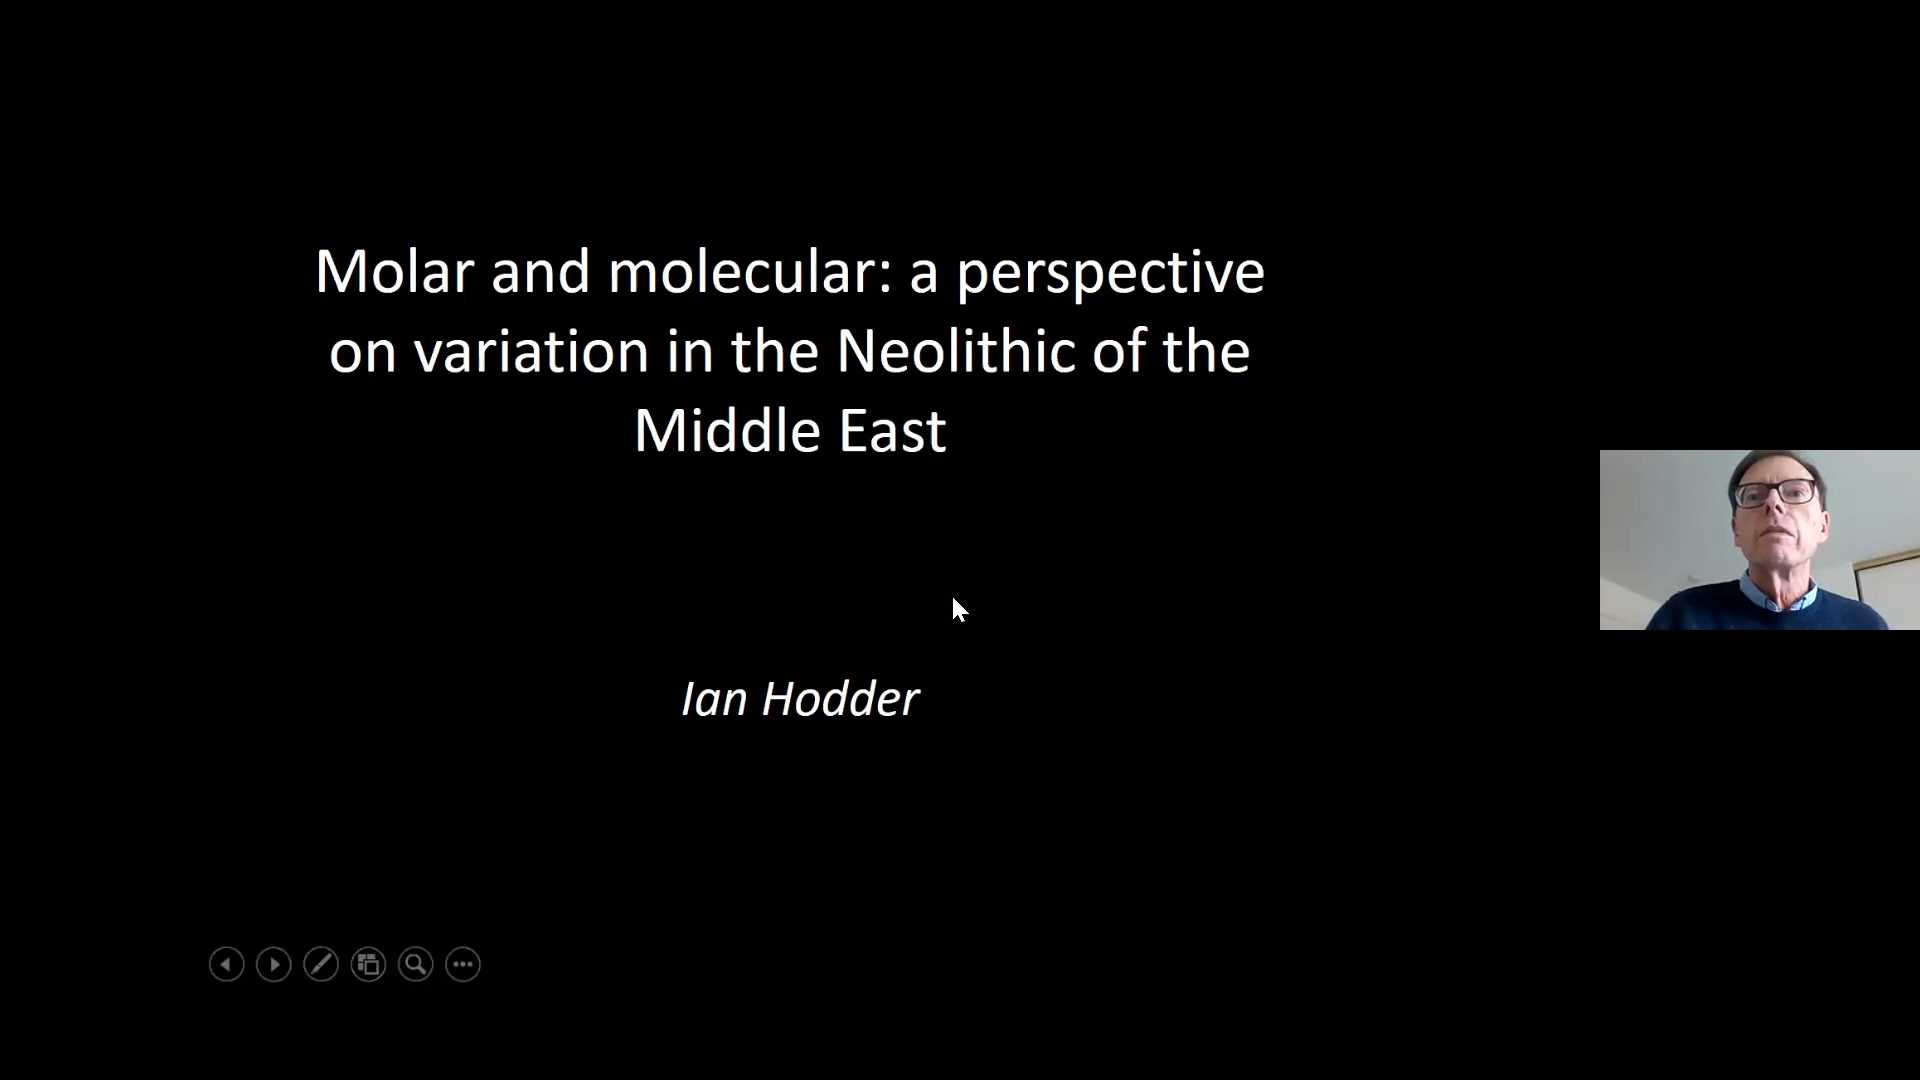 Molar and molecular: a perspective
on variation in the Neolithic of the
Middle East
Ian Hodder